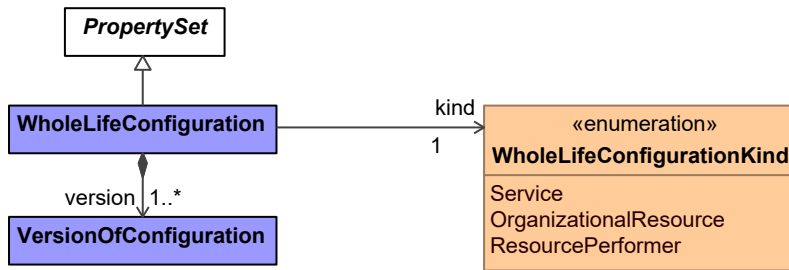 PropertySet
WholeLifeConfiguration
kind
1
«enumeration»
WholeLifeConfigurationKind
Service
OrganizationalResource
ResourcePerformer
version 1..*
VersionOfConfiguration